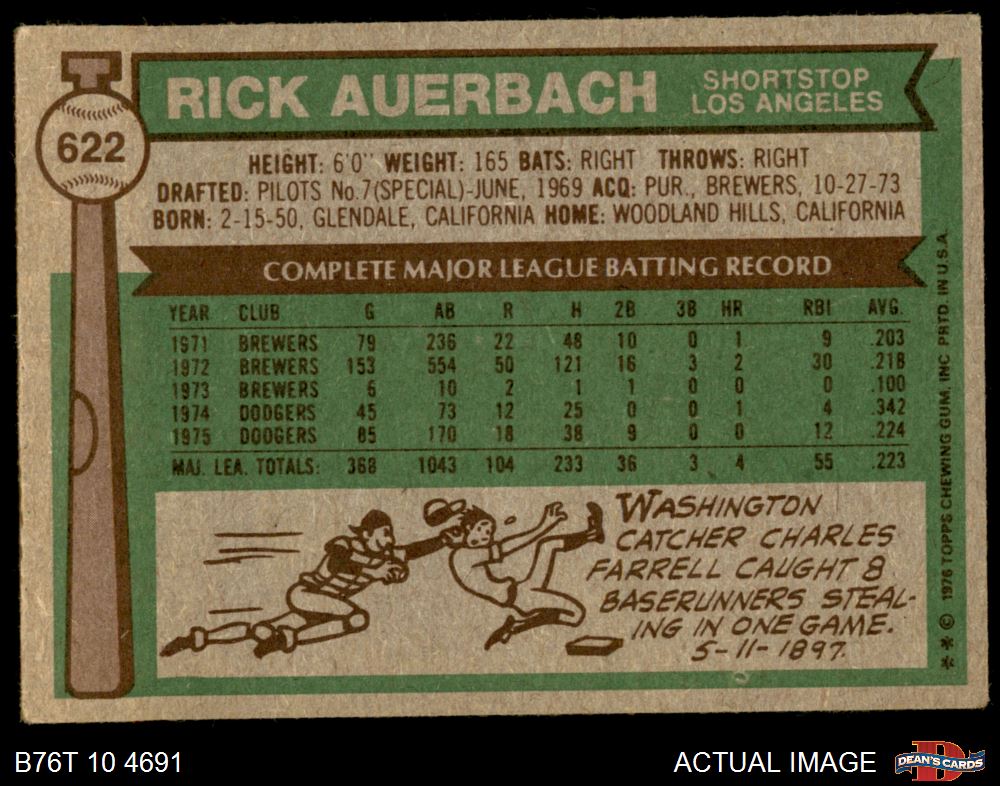 622
RICK AUERBACH
SHORTSTOP
LOS ANGELES
HEIGHT: 6'0" WEIGHT: 165 BATS: RIGHT THROWS: RIGHT
DRAFTED: PILOTS No.7(SPECIAL)-JUNE, 1969 ACQ: PUR., BREWERS, 10-27-73
BORN: 2-15-50, GLENDALE, CALIFORNIA HOME: WOODLAND HILLS, CALIFORNIA
COMPLETE MAJOR LEAGUE BATTING RECORD
YEAR CLUB G AB R H 2B 3B HR RBI AVG.
1971 BREWERS 79 236 22 48 10 0 1 9 .203
1972 BREWERS 153 554 50 121 16 3 2 30 .218
1973 BREWERS 6 10 2 1 1 0 0 0 .100
1974 DODGERS 45 73 12 25 0 0 1 4 .342
1975 DODGERS 85 170 18 38 9 0 0 12 .224
MAJ. LEA. TOTALS: 368 1043 104 233 36 3 4 55 .223
WASHINGTON
CATCHER CHARLES
FARRELL CAUGHT 8
BASERUNNERS STEAL-
ING IN ONE GAME.
5-11-1897.
** © 1976 TOPPS CHEWING GUM, INC. PRTD. IN U.S.A.
B76T 10 4691
ACTUAL IMAGE
DEAN'S CARDS